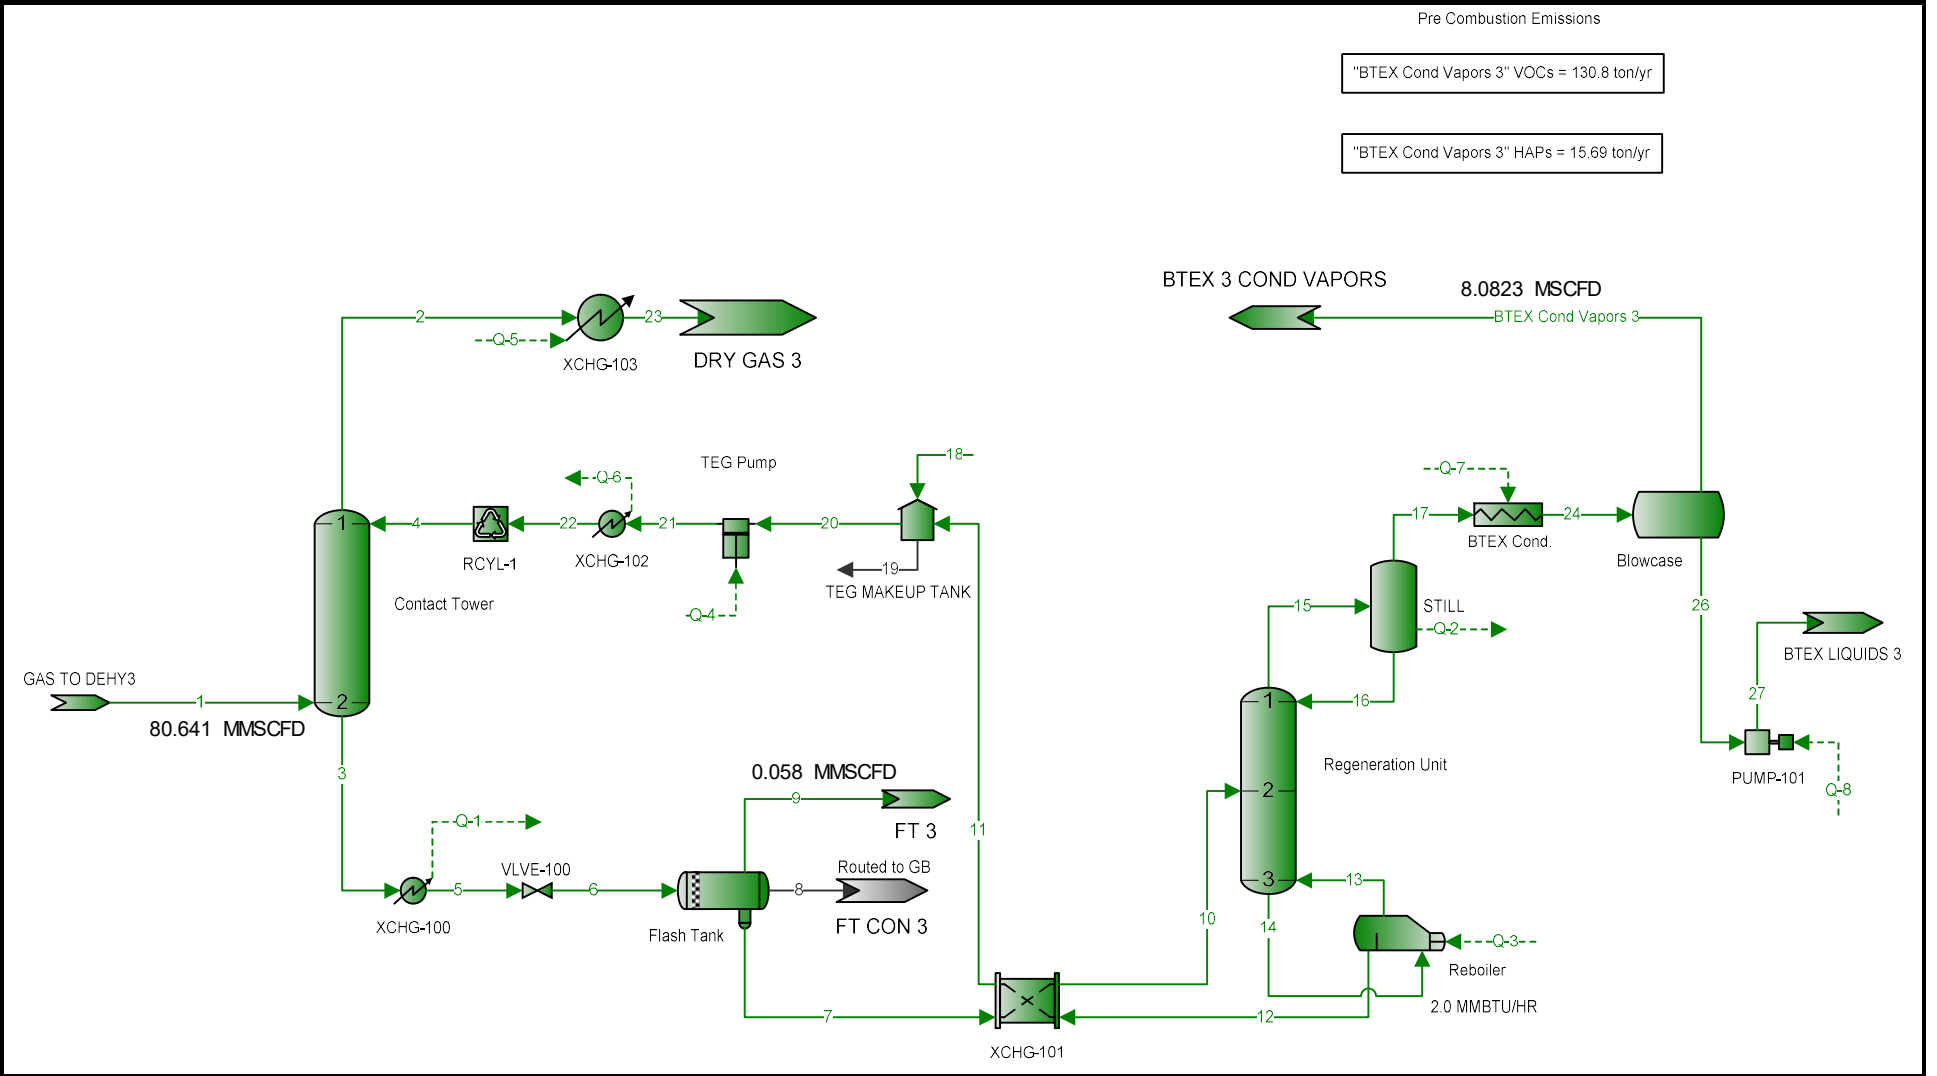 Pre Combustion Emissions
"BTEX Cond Vapors 3" VOCs = 130.8 ton/yr
"BTEX Cond Vapors 3" HAPs = 15.69 ton/yr
BTEX 3 COND VAPORS
8.0823 MSCFD
BTEX Cond Vapors 3
2
23
Q-5
XCHG-103
DRY GAS 3
TEG Pump
18
Q-6
Q-7
1
4
22
21
20
17
24
RCYL-1
XCHG-102
BTEX Cond.
Blowcase
19
TEG MAKEUP TANK
Contact Tower
Q-4
15
STILL
Q-2
26
BTEX LIQUIDS 3
GAS TO DEHY3
1
2
80.641 MMSCFD
1
16
27
3
0.058 MMSCFD
9
FT 3
Regeneration Unit
2
PUMP-101
Q-8
Q-1
11
VLVE-100
Routed to GB
5
6
8
3
13
XCHG-100
Flash Tank
FT CON 3
10
14
Q-3
Reboiler
2.0 MMBTU/HR
7
12
XCHG-101